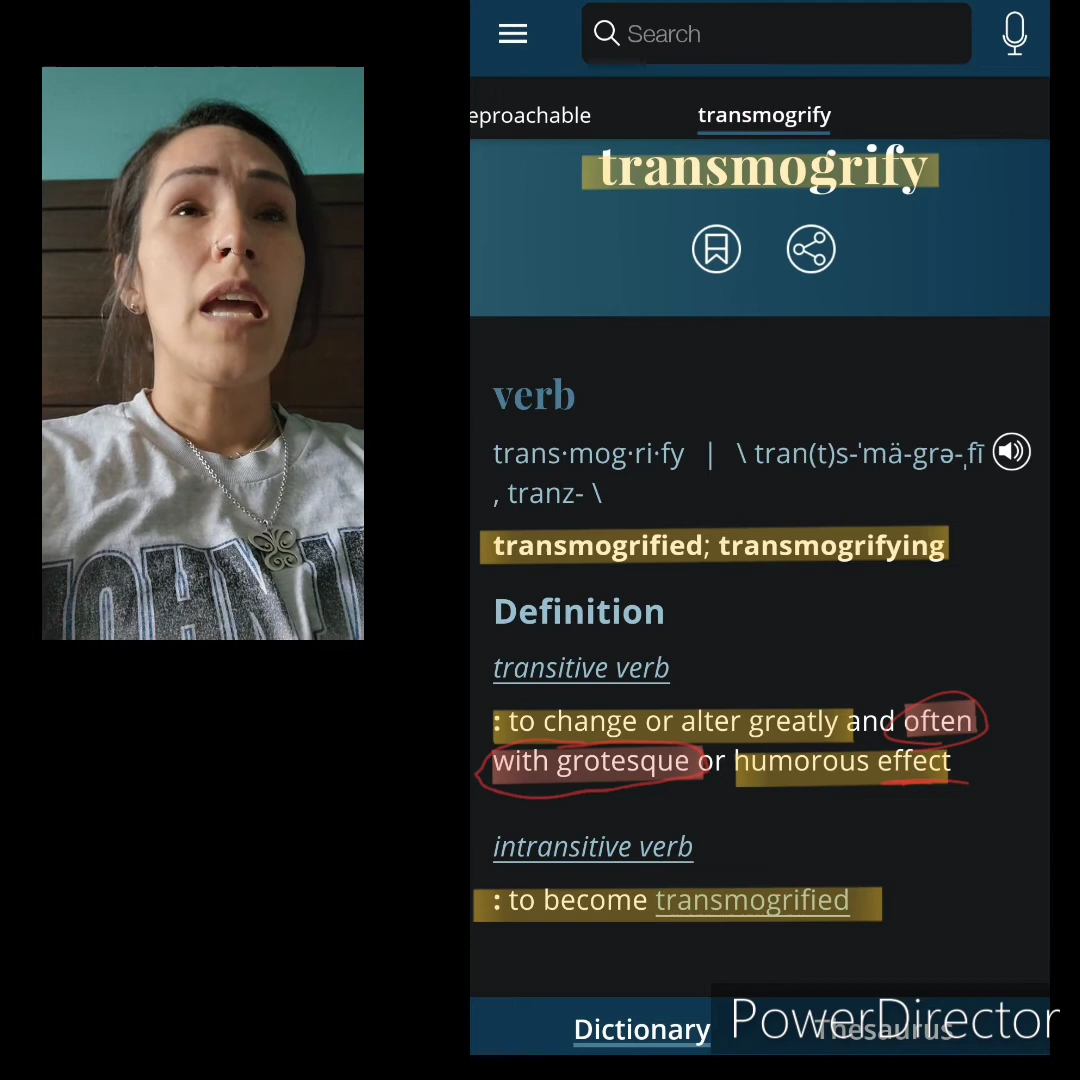 Search
eproachable
transmogrify
transmogrify
verb
trans·mog·ri·fy | \ tran(t)s-ˈmä-grə-ˌfī
, tranz- \
transmogrified; transmogrifying
Definition
transitive verb
: to change or alter greatly and often
with grotesque or humorous effect
intransitive verb
: to become transmogrified
Dictionary
Thesaurus
PowerDirector